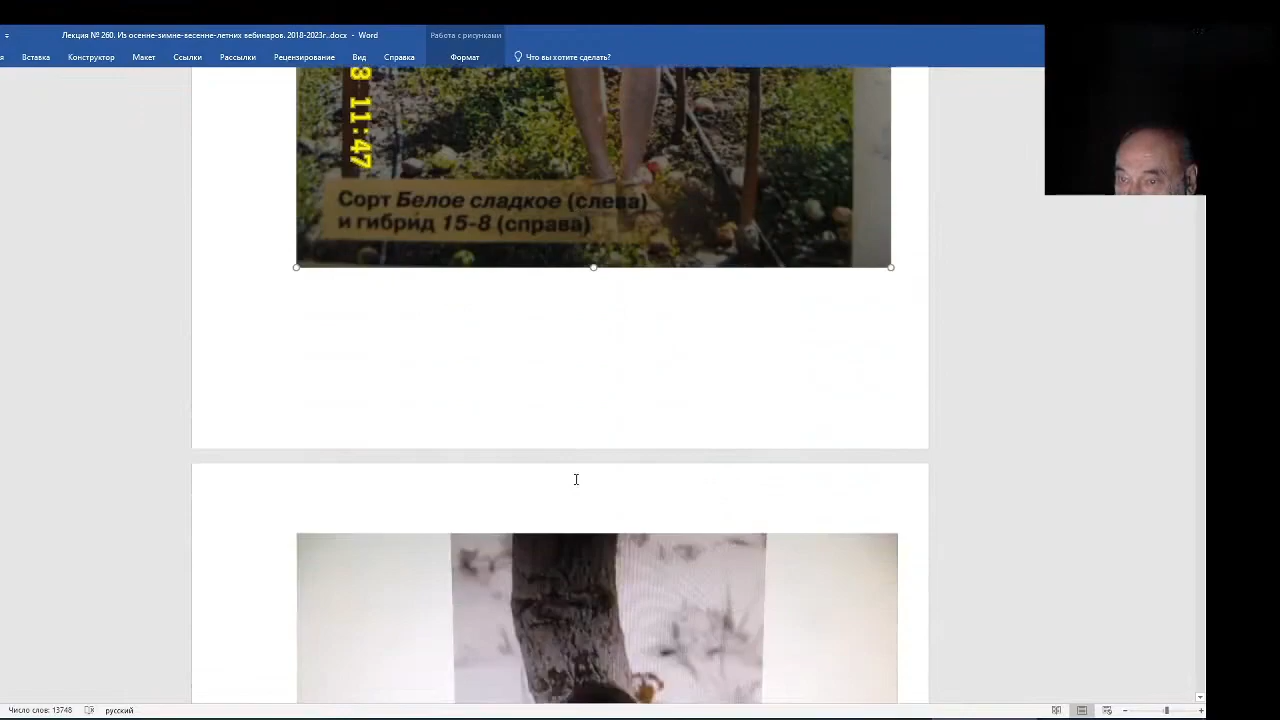 Лекция № 260. Из осенне-зимне-весенне-летних вебинаров. 2018-2023г..docx - Word
Работа с рисунками
Вставка Конструктор Макет Ссылки Рассылки Рецензирование Вид Справка Формат Что вы хотите сделать?
3 11:47
Сорт Белое сладкое (слева)
и гибрид 15-8 (справа)
Число слов: 13748 русский